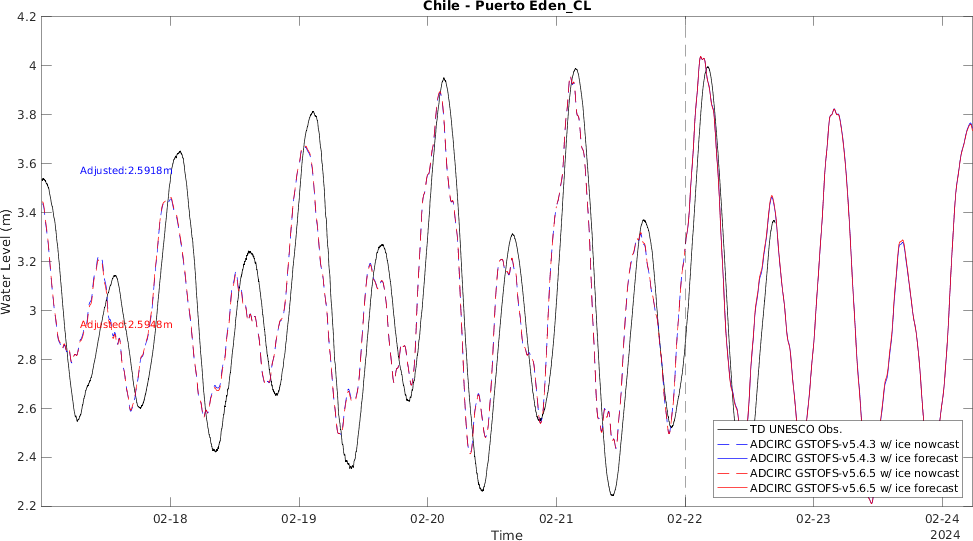 Chile - Puerto Eden_CL
4.2
4
3.8
3.6
3.4
3.2
3
2.8
2.6
2.4
2.2
Water Level (m)
Adjusted:2.5918m
Adjusted:2.5948m
TD UNESCO Obs.
ADCIRC GSTOFS-v5.4.3 w/ ice nowcast
ADCIRC GSTOFS-v5.4.3 w/ ice forecast
ADCIRC GSTOFS-v5.6.5 w/ ice nowcast
ADCIRC GSTOFS-v5.6.5 w/ ice forecast
02-18 02-19 02-20 02-21 02-22 02-23 02-24
Time
2024